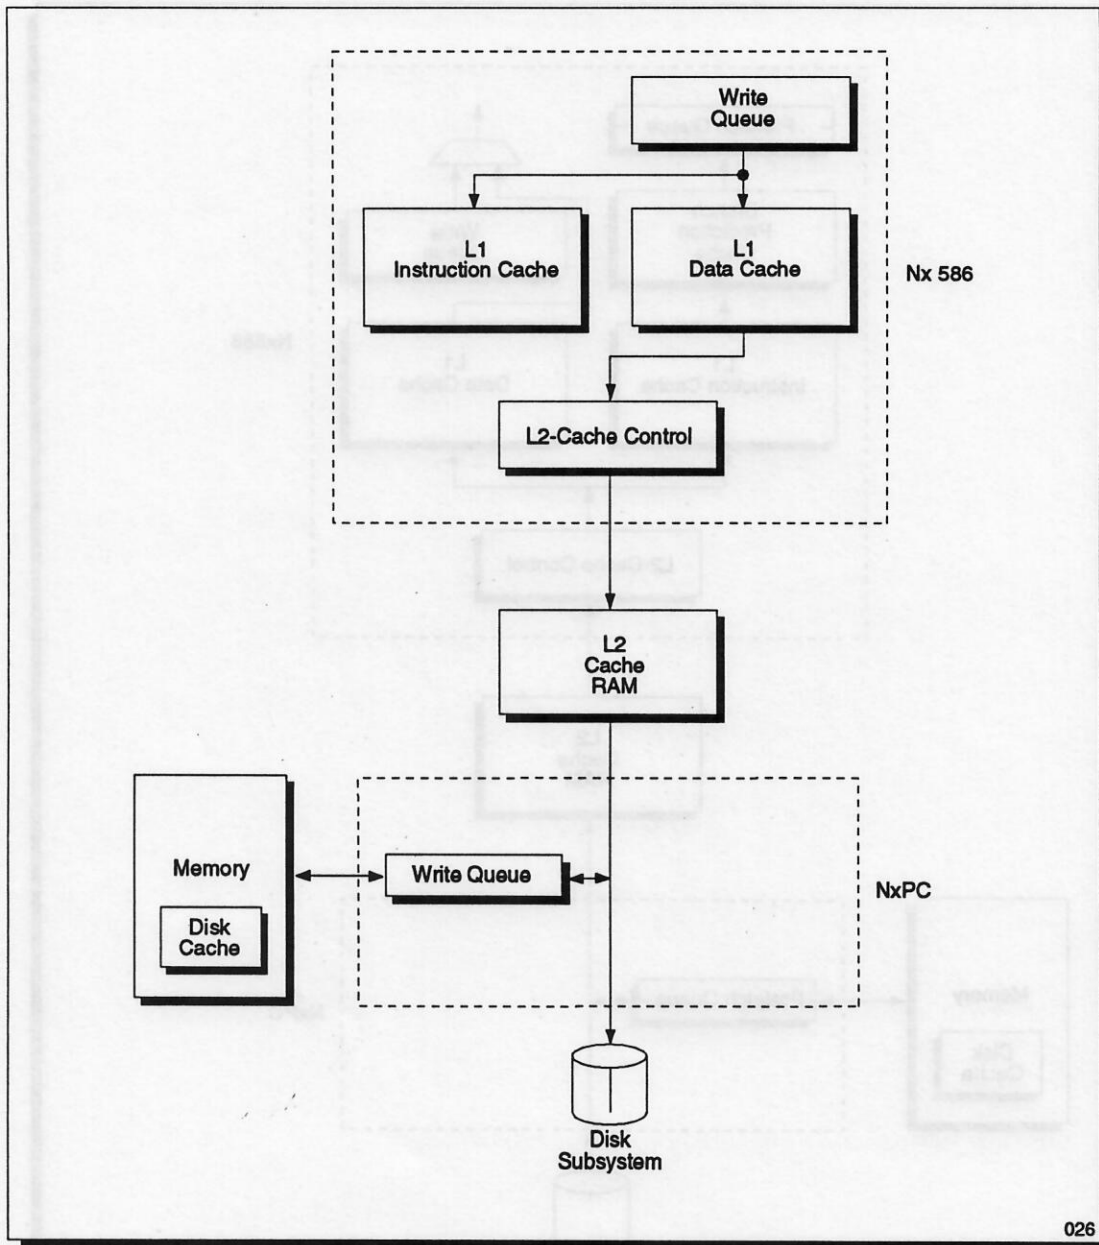 Write
Queue
L1
Instruction Cache
L1
Data Cache
Nx 586
L2-Cache Control
L2
Cache
RAM
Memory
Write Queue
NxPC
Disk
Cache
Disk
Subsystem
026